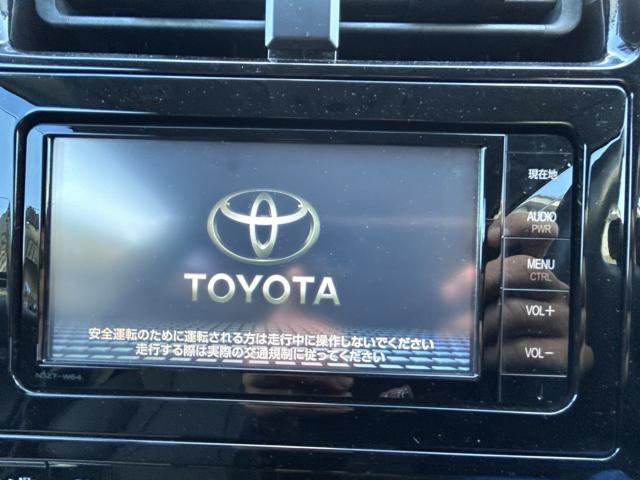 現在地
AUDIO
PWR
MENU
CTRL
VOL+
VOL−
TOYOTA
安全運転のために運転される方は走行中に操作しないでください
走行する際は実際の交通規制に従ってください
NSZT-W64